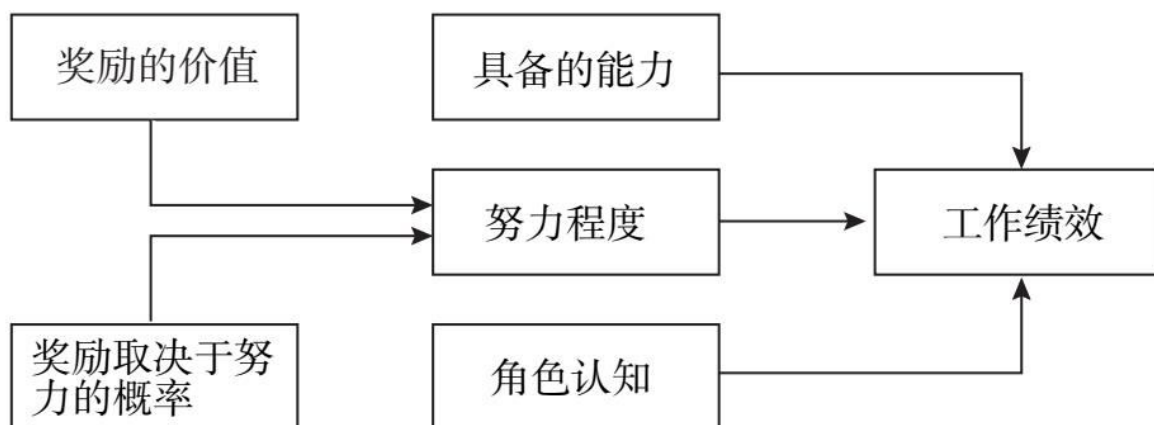 奖励的价值
具备的能力
努力程度
工作绩效
奖励取决于努
力的概率
角色认知